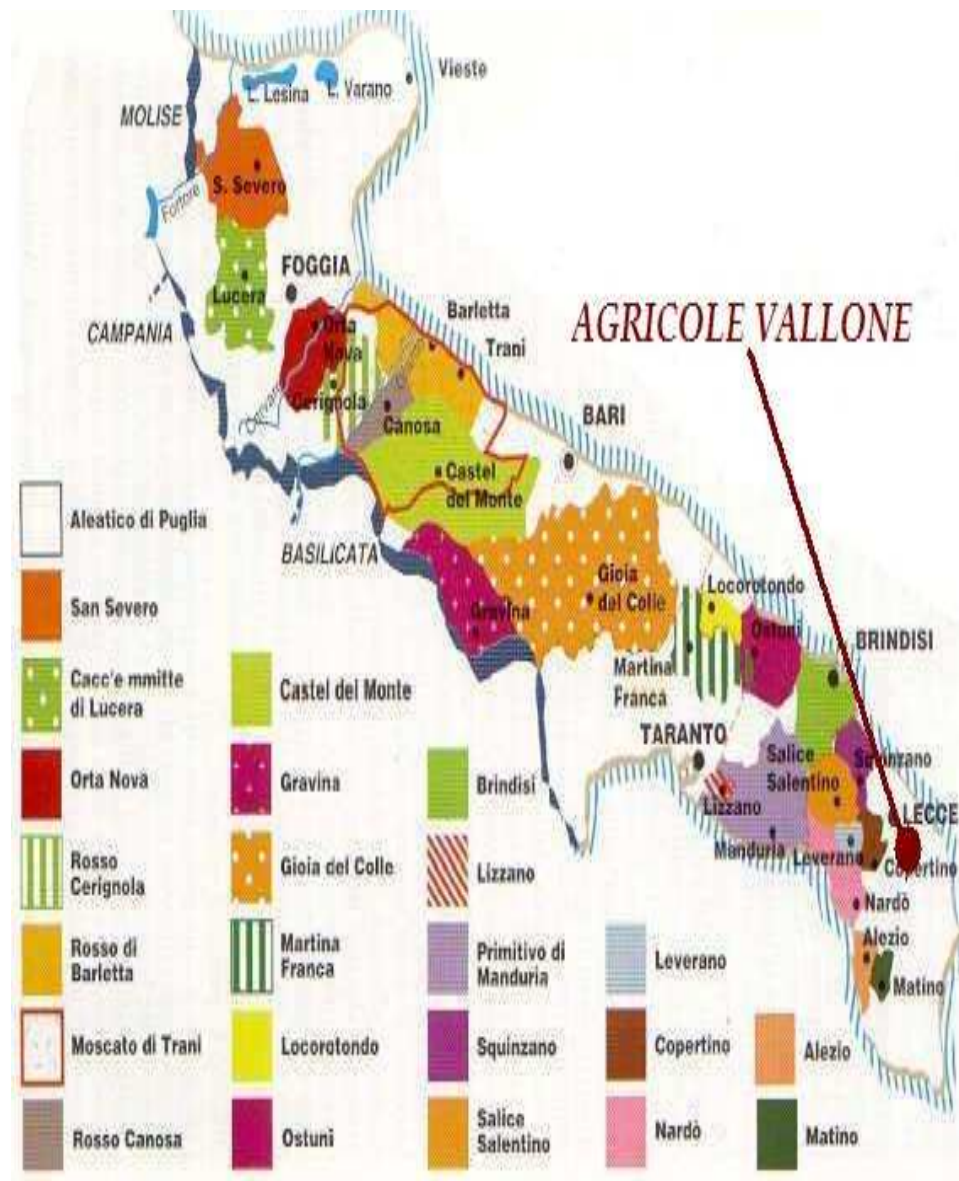 Vieste
L. Lesina
L. Varano
MOLISE
S. Severo
Fortore
FOGGIA
Lucera
Orta
Nova
Barletta
CAMPANIA
AGRICOLE VALLONE
Trani
Cerignola
Canosa
BARI
Castel
del Monte
BASILICATA
Gioia
del Colle
Locorotondo
Gravina
Ostuni
BRINDISI
Martina
Franca
TARANTO
Salice
Salentino
Squinzano
Lizzano
LECCE
Manduria
Leverano
Copertino
Nardò
Alezio
Matino
Aleatico di Puglia
San Severo
Cacc'e mmitte
di Lucera
Orta Nova
Rosso
Cerignola
Rosso di
Barletta
Moscato di Trani
Rosso Canosa
Castel del Monte
Gravina
Gioia del Colle
Martina
Franca
Locorotondo
Ostuni
Brindisi
Lizzano
Primitivo di
Manduria
Squinzano
Salice
Salentino
Leverano
Copertino
Nardò
Alezio
Matino